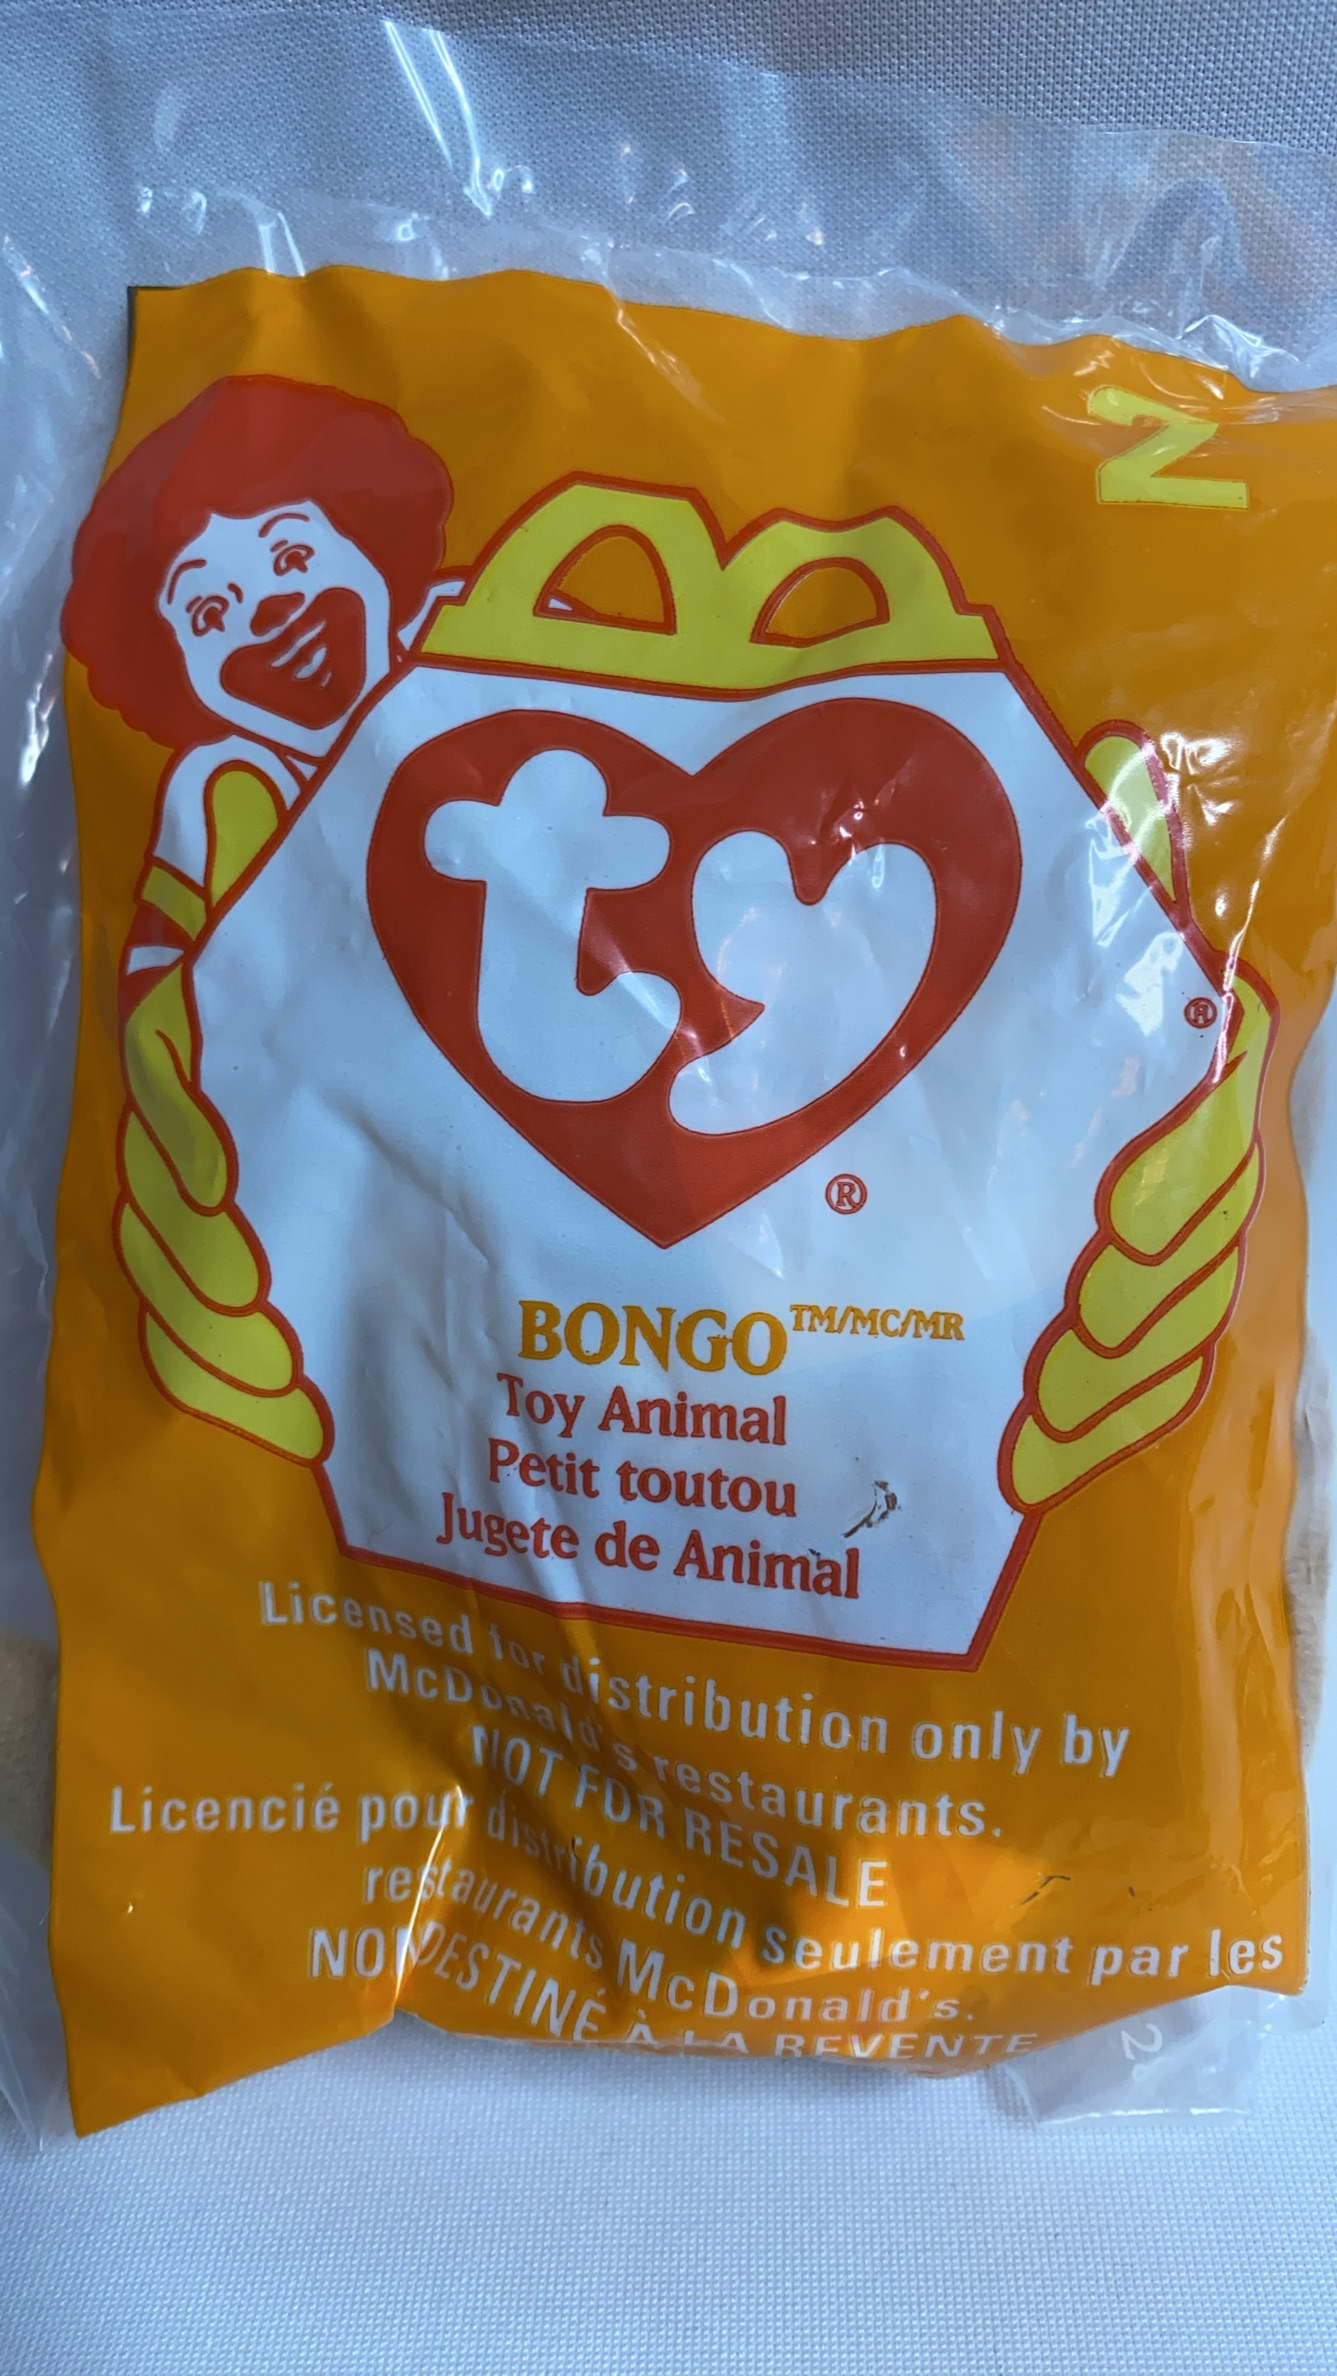 2
ty
®
®
BONGO TM/MC/MR
Toy Animal
Petit toutou
Jugete de Animal
Licensed for distribution only by
McDonald's restaurants.
NOT FOR RESALE
Licencié pour distribution seulement par les
restaurants McDonald's.
NON DESTINÉ À LA REVENTE
2